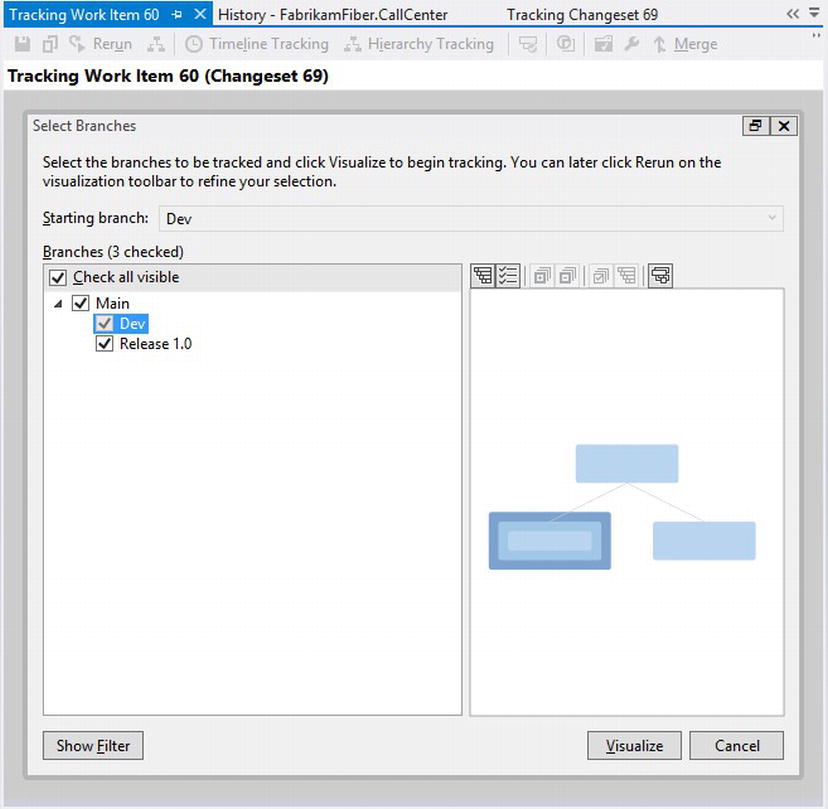 Tracking Work Item 60 History - FabrikamFiber.CallCenter Tracking Changeset 69
Rerun Timeline Tracking Hierarchy Tracking Merge
Tracking Work Item 60 (Changeset 69)
Select Branches
Select the branches to be tracked and click Visualize to begin tracking. You can later click Rerun on the
visualization toolbar to refine your selection.
Starting branch: Dev
Branches (3 checked)
Check all visible
Main
Dev
Release 1.0
Show Filter Visualize Cancel